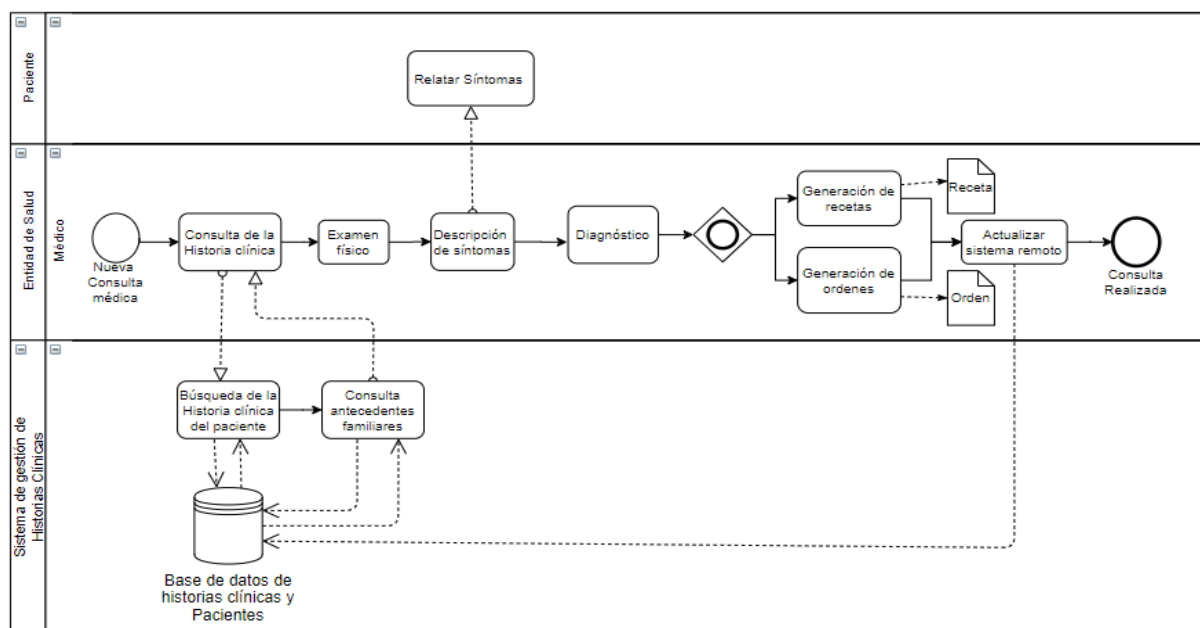 Paciente
Relatar Síntomas
Entidad de Salud
Médico
Nueva
Consulta
médica
Consulta de la
Historia clínica
Examen
físico
Descripción
de síntomas
Diagnóstico
Generación de
recetas
Receta
Generación de
ordenes
Orden
Actualizar
sistema remoto
Consulta
Realizada
Sistema de gestión de
Historias Clínicas
Búsqueda de la
Historia clínica
del paciente
Consulta
antecedentes
familiares
Base de datos de
historias clínicas y
Pacientes